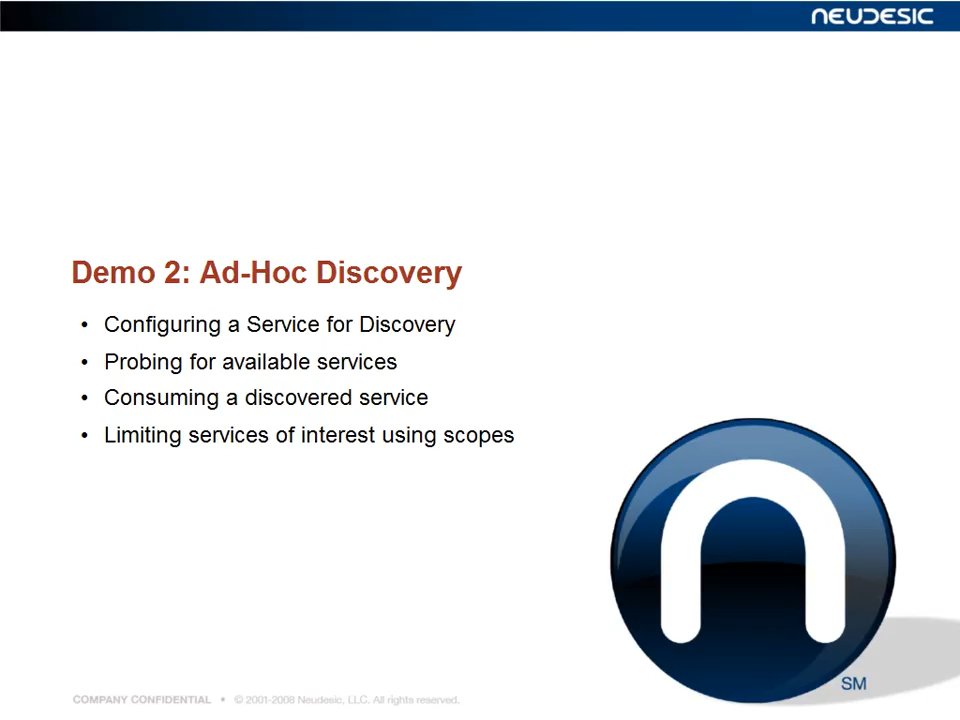 NEUDESIC
Demo 2: Ad-Hoc Discovery
• Configuring a Service for Discovery
• Probing for available services
• Consuming a discovered service
• Limiting services of interest using scopes
SM
COMPANY CONFIDENTIAL • © 2001-2008 Neudesic, LLC. All rights reserved.